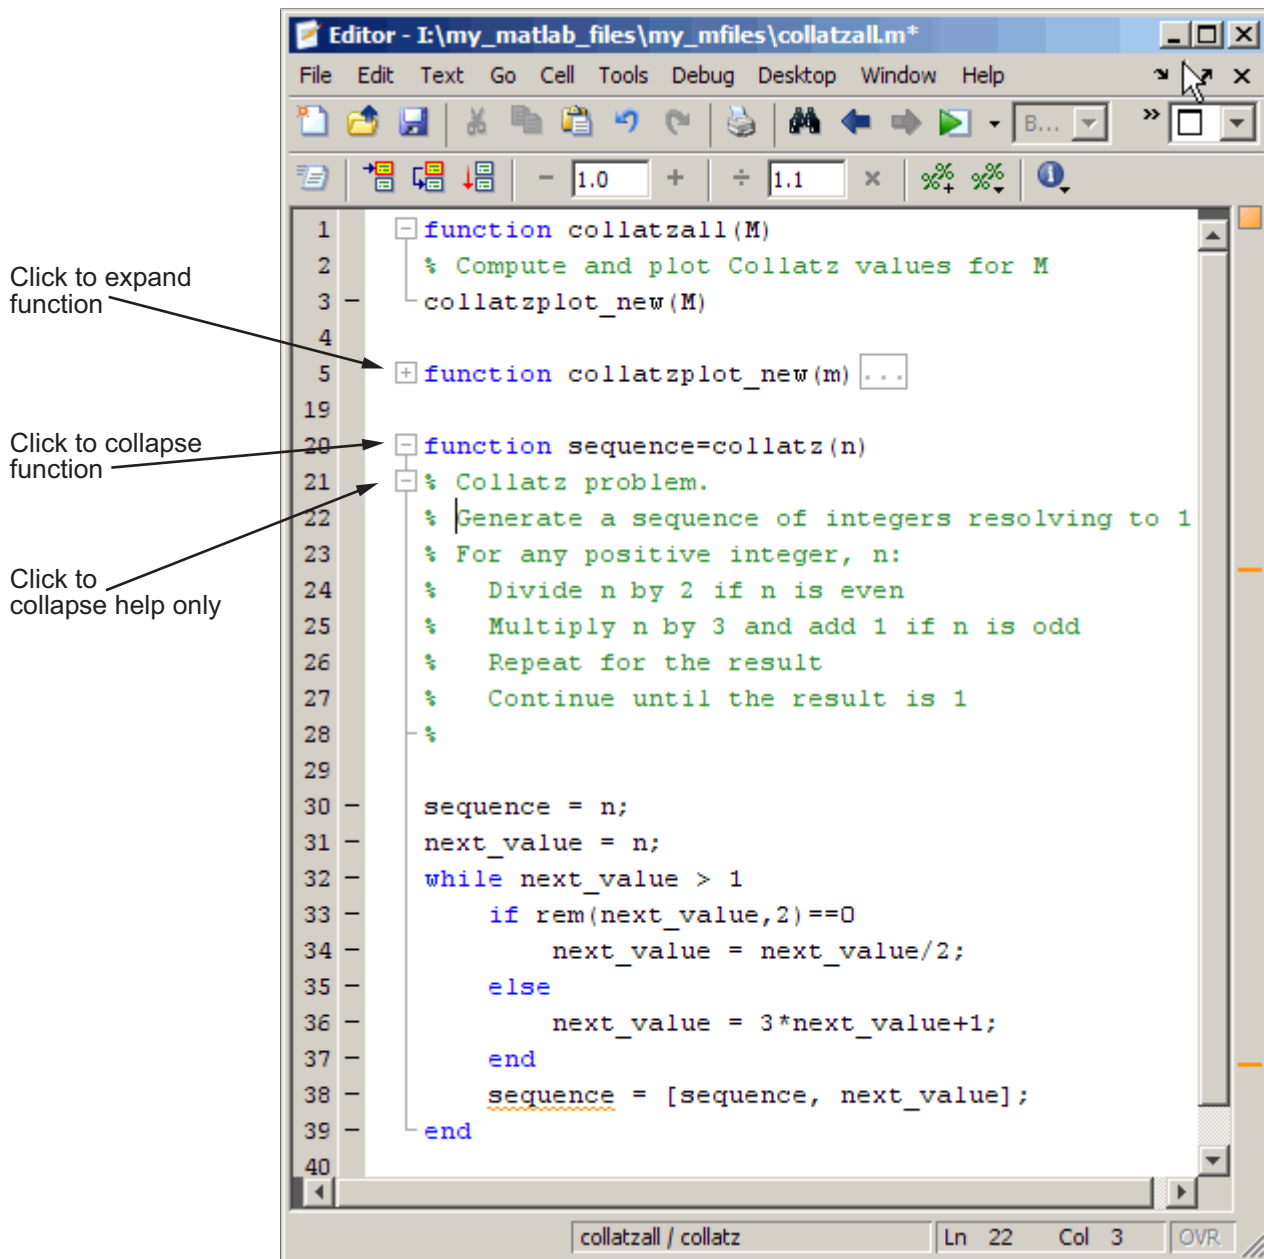 Editor - I:\my_matlab_files\my_mfiles\collatzall.m*
File Edit Text Go Cell Tools Debug Desktop Window Help
B...
1.0
1.1
1 function collatzall(M)
2 % Compute and plot Collatz values for M
3 – collatzplot_new(M)
4
5 function collatzplot_new(m) ...
19
20 function sequence=collatz(n)
21 % Collatz problem.
22 % Generate a sequence of integers resolving to 1
23 % For any positive integer, n:
24 %   Divide n by 2 if n is even
25 %   Multiply n by 3 and add 1 if n is odd
26 %   Repeat for the result
27 %   Continue until the result is 1
28 %
29
30 – sequence = n;
31 – next_value = n;
32 – while next_value > 1
33 –     if rem(next_value,2)==0
34 –         next_value = next_value/2;
35 –     else
36 –         next_value = 3*next_value+1;
37 –     end
38 –     sequence = [sequence, next_value];
39 – end
40
collatzall / collatz Ln 22 Col 3 OVR
Click to expand
function
Click to collapse
function
Click to
collapse help only